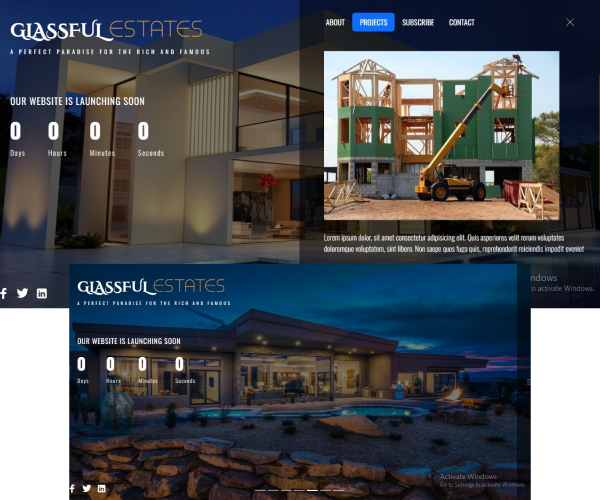 GLASSFUL ESTATES
A PERFECT PARADISE FOR THE RICH AND FAMOUS
OUR WEBSITE IS LAUNCHING SOON
0 0 0 0
Days Hours Minutes Seconds
ABOUT PROJECTS SUBSCRIBE CONTACT
Lorem ipsum dolor, sit amet consectetur adipisicing elit. Quis asperiores velit rerum voluptates
doloremque voluptatem, sint libero. Non saepe quos fuga quis, reprehenderit reiciendis impedit eveniet
ndows
o activate Windows.
GLASSFUL ESTATES
A PERFECT PARADISE FOR THE RICH AND FAMOUS
OUR WEBSITE IS LAUNCHING SOON
0 0 0 0
Days Hours Minutes Seconds
Activate Windows
Go to Settings to activate Windows.